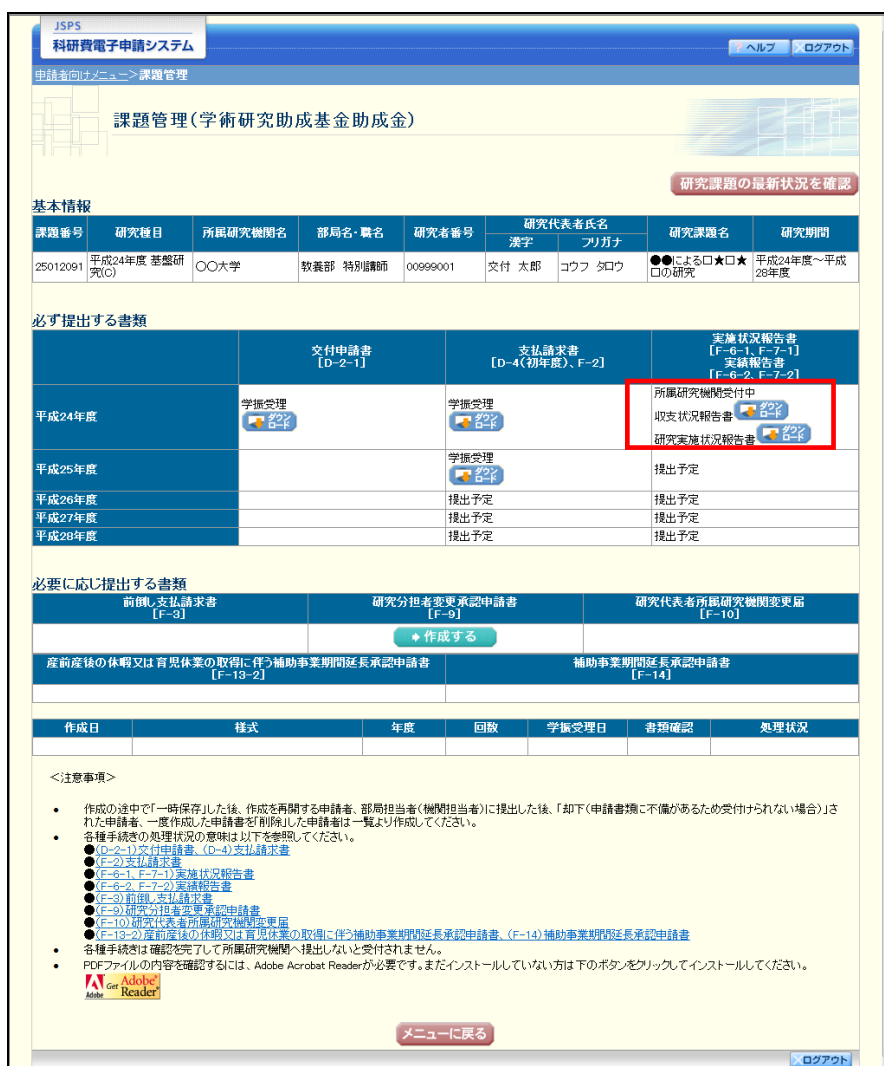 JSPS
科研費電子申請システム
? ヘルプ
ログアウト
申請者向けメニュー>課題管理
課題管理(学術研究助成基金助成金)
研究課題の最新状況を確認
基本情報
課題番号 研究種目 所属研究機関名 部局名・職名 研究者番号 研究代表者氏名 研究課題名 研究期間
漢字 フリガナ
25012091 平成24年度 基盤研究(C) 〇〇大学 教養部 特別講師 00999001 交付 太郎 コウフ タロウ ●●による口★口★口の研究 平成24年度~平成28年度
必ず提出する書類
交付申請書
[D-2-1]
支払請求書
[D-4(初年度)、F-2]
実施状況報告書
[F-6-1、F-7-1]
実績報告書
[F-6-2、F-7-2]
平成24年度
学振受理
ダウンロード
学振受理
ダウンロード
所属研究機関受付中
収支状況報告書 ダウンロード
研究実施状況報告書 ダウンロード
平成25年度
学振受理
ダウンロード
提出予定
平成26年度 提出予定 提出予定
平成27年度 提出予定 提出予定
平成28年度 提出予定 提出予定
必要に応じ提出する書類
前倒し支払請求書
[F-3]
研究分担者変更承認申請書
[F-9]
研究代表者所属研究機関変更届
[F-10]
作成する
産前産後の休暇又は育児休業の取得に伴う補助事業期間延長承認申請書
[F-13-2]
補助事業期間延長承認申請書
[F-14]
作成日 様式 年度 回数 学振受理日 書類確認 処理状況
<注意事項>
• 作成の途中で「一時保存」した後、作成を再開する申請者、部局担当者(機関担当者)に提出した後、「却下(申請書類に不備があるため受付けられない場合)」さ
れた申請者、一度作成した申請書を「削除」した申請者は一覧より作成してください。
• 各種手続きの処理状況の意味は以下を参照してください。
●(D-2-1)交付申請書、(D-4)支払請求書
●(F-2)支払請求書
●(F-6-1、F-7-1)実施状況報告書
●(F-6-2、F-7-2)実績報告書
●(F-3)前倒し支払請求書
●(F-9)研究分担者変更承認申請書
●(F-10)研究代表者所属研究機関変更届
●(F-13-2)産前産後の休暇又は育児休業の取得に伴う補助事業期間延長承認申請書、(F-14)補助事業期間延長承認申請書
• 各種手続きは確認を完了して所属研究機関へ提出しないと受付されません。
• PDFファイルの内容を確認するには、Adobe Acrobat Readerが必要です。まだインストールしていない方は下のボタンをクリックしてインストールしてください。
Adobe Get Adobe Reader
メニューに戻る
ログアウト